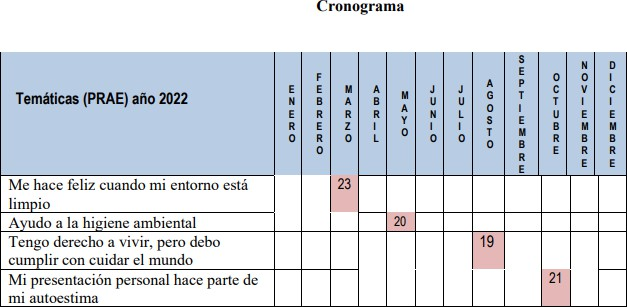 Cronograma
Temáticas (PRAE) año 2022
ENERO
FEBRERO
MARZO
ABRIL
MAYO
JUNIO
JULIO
AGOSTO
SEPTIEMBRE
OCTUBRE
NOVIEMBRE
DICIEMBRE
Me hace feliz cuando mi entorno está
limpio
23
Ayudo a la higiene ambiental
20
Tengo derecho a vivir, pero debo
cumplir con cuidar el mundo
19
Mi presentación personal hace parte de
mi autoestima
21